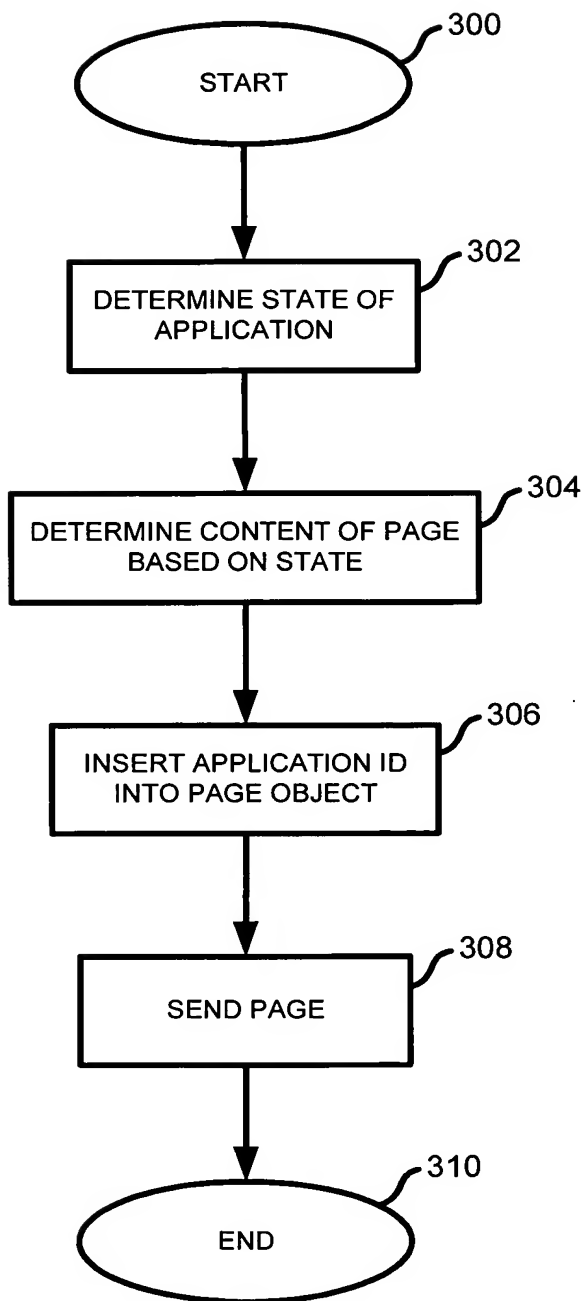 300
START
302
DETERMINE STATE OF
APPLICATION
304
DETERMINE CONTENT OF PAGE
BASED ON STATE
306
INSERT APPLICATION ID
INTO PAGE OBJECT
308
SEND PAGE
310
END